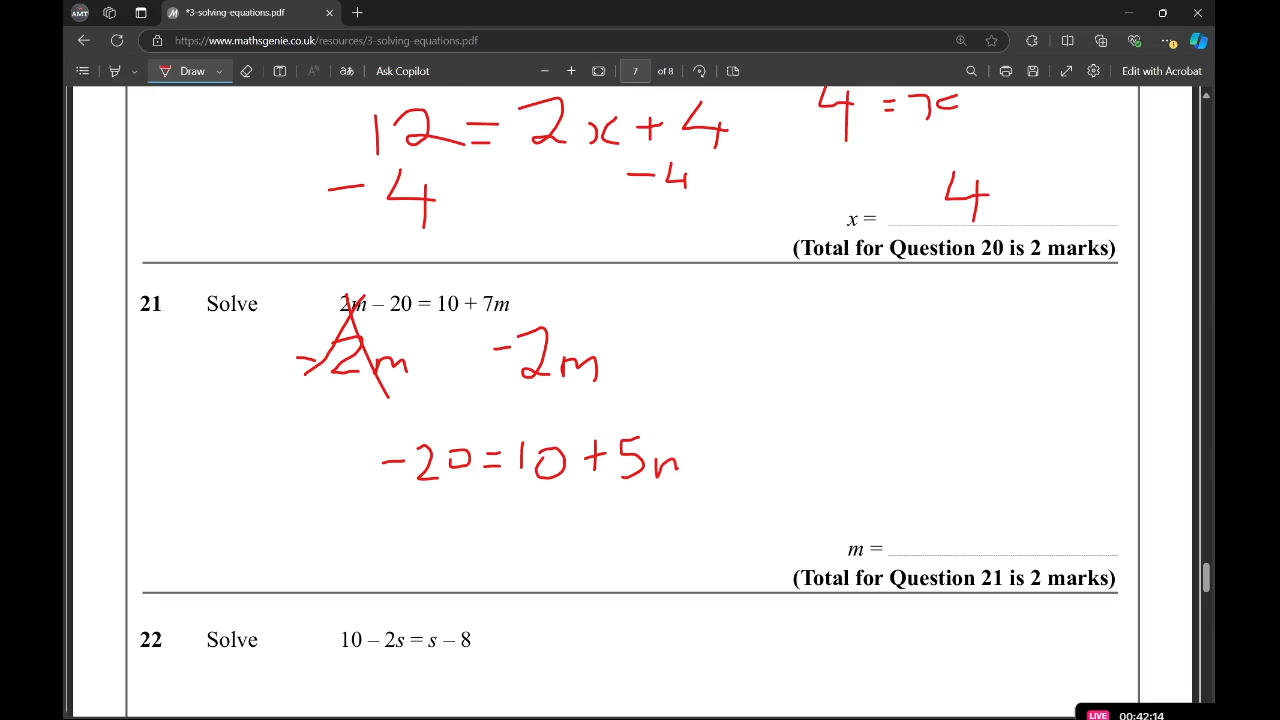 AMT
*3-solving-equations.pdf
https://www.mathsgenie.co.uk/resources/3-solving-equations.pdf
Draw
Ask Copilot
7 of 8
Edit with Acrobat
12 = 2x + 4
4 = x
- 4
- 4
4
x =
(Total for Question 20 is 2 marks)
21 Solve 2m – 20 = 10 + 7m
-2m -2m
-20 = 10 + 5m
m =
(Total for Question 21 is 2 marks)
22 Solve 10 – 2s = s – 8
LIVE 00:42:14